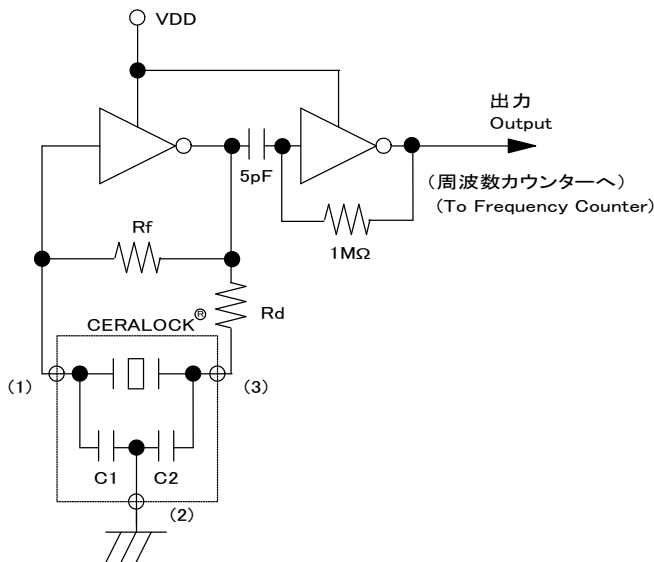 VDD
出力
Output
5pF
(周波数カウンターへ)
(To Frequency Counter)
Rf
1MΩ
Rd
CERALOCK®
(1)
(3)
C1
C2
(2)